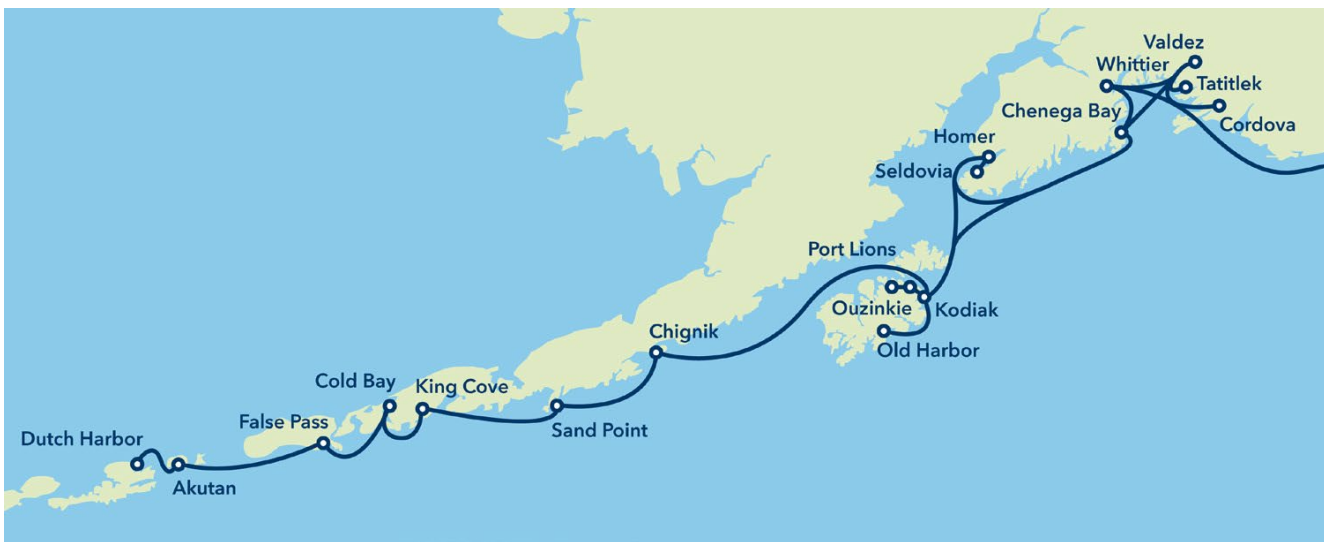 Valdez
Whittier
Tatitlek
Chenega Bay
Cordova
Homer
Seldovia
Port Lions
Ouzinkie
Kodiak
Old Harbor
Chignik
Cold Bay
King Cove
False Pass
Sand Point
Dutch Harbor
Akutan